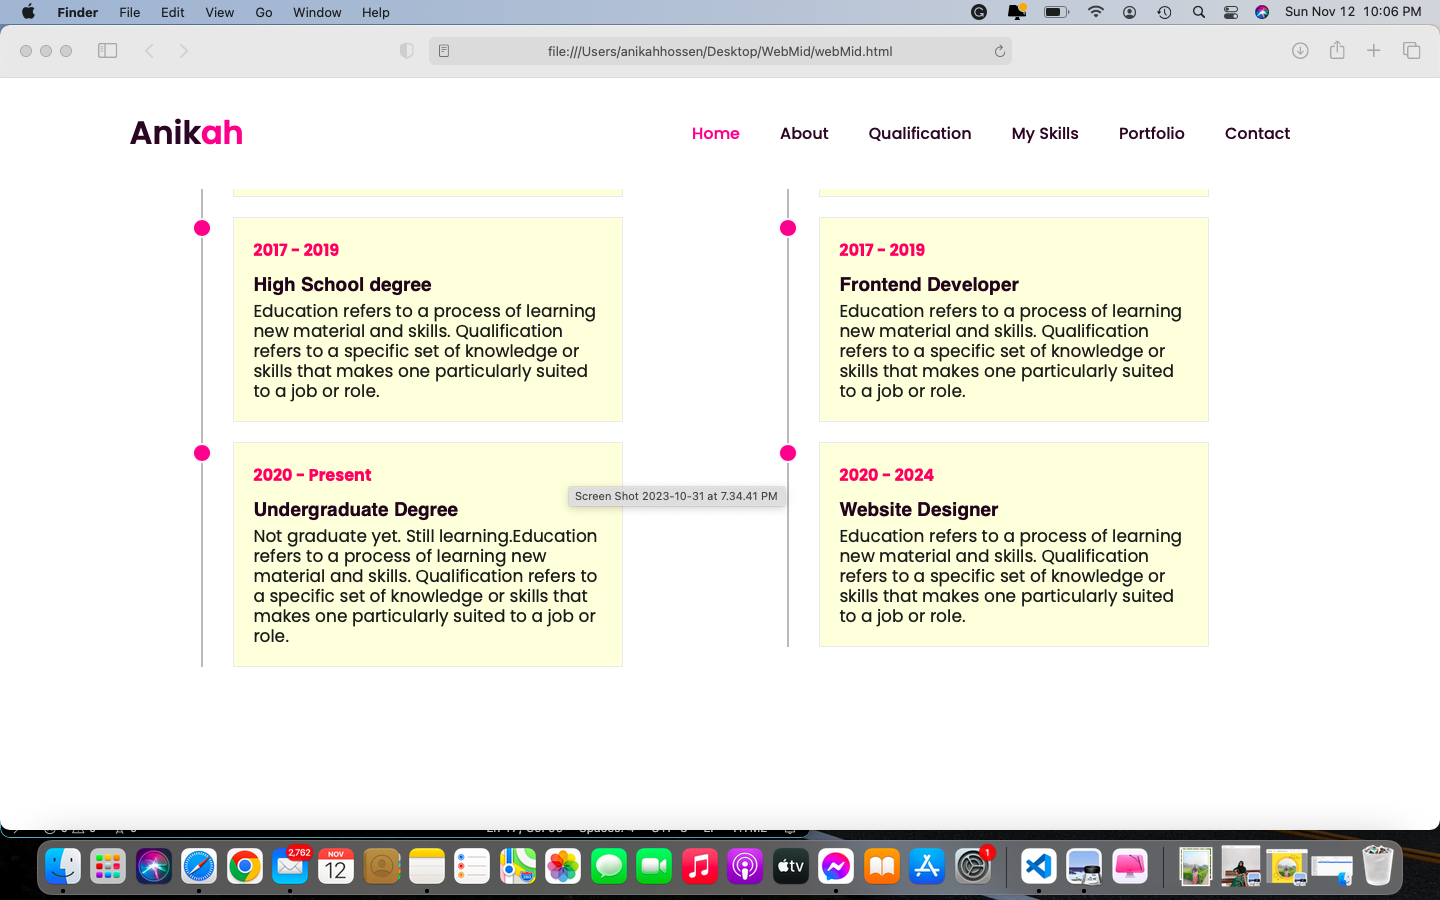 Finder File Edit View Go Window Help Sun Nov 12 10:06 PM
file:///Users/anikahhossen/Desktop/WebMid/webMid.html
Anikah
Home About Qualification My Skills Portfolio Contact
2017 - 2019
High School degree
Education refers to a process of learning
new material and skills. Qualification
refers to a specific set of knowledge or
skills that makes one particularly suited
to a job or role.
2020 - Present
Undergraduate Degree
Not graduate yet. Still learning.Education
refers to a process of learning new
material and skills. Qualification refers to
a specific set of knowledge or skills that
makes one particularly suited to a job or
role.
Screen Shot 2023-10-31 at 7.34.41 PM
2017 - 2019
Frontend Developer
Education refers to a process of learning
new material and skills. Qualification
refers to a specific set of knowledge or
skills that makes one particularly suited
to a job or role.
2020 - 2024
Website Designer
Education refers to a process of learning
new material and skills. Qualification
refers to a specific set of knowledge or
skills that makes one particularly suited
to a job or role.
2,762
NOV
12
tv
1